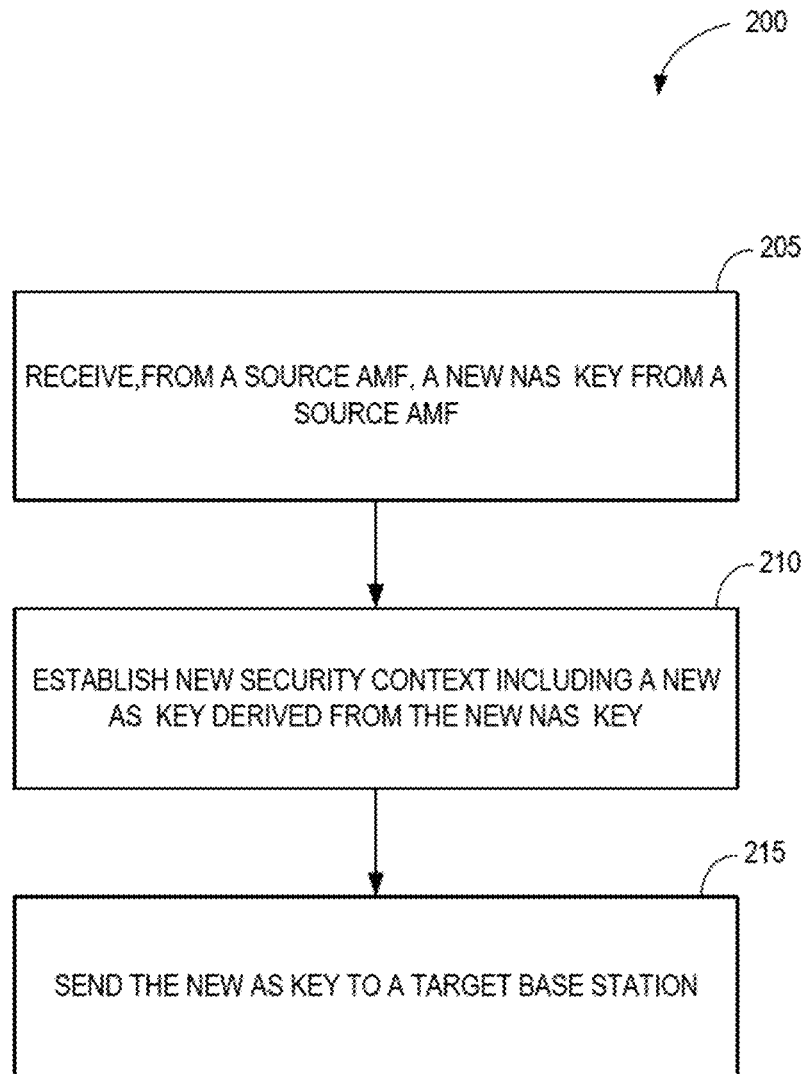 200
205
RECEIVE,FROM A SOURCE AMF, A NEW NAS KEY FROM A
SOURCE AMF
210
ESTABLISH NEW SECURITY CONTEXT INCLUDING A NEW
AS KEY DERIVED FROM THE NEW NAS KEY
215
SEND THE NEW AS KEY TO A TARGET BASE STATION